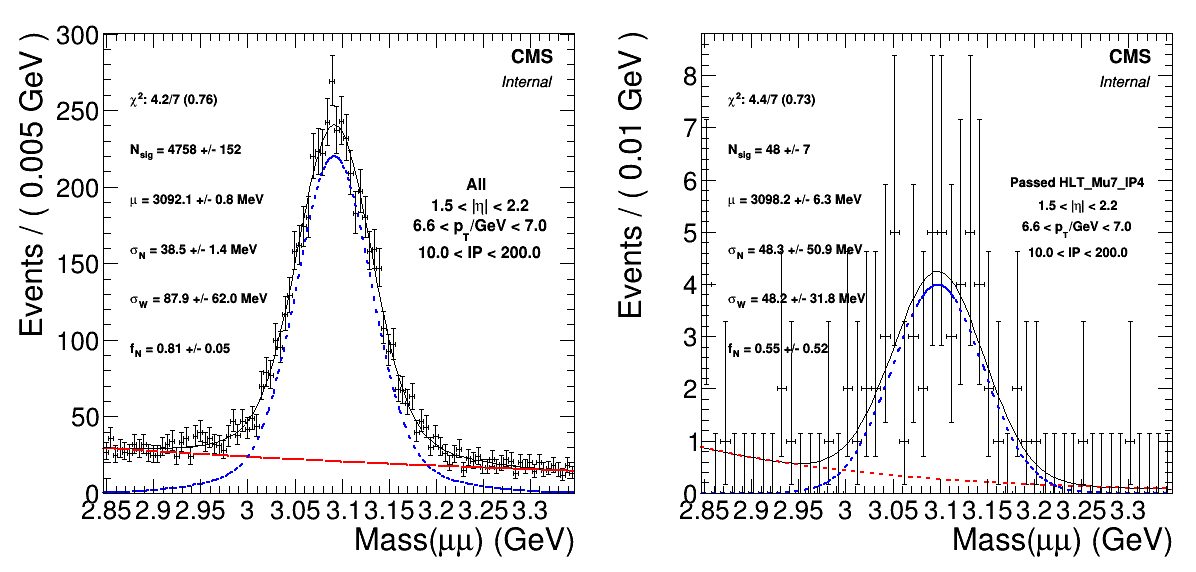 Events / ( 0.005 GeV )
300
250
200
150
100
50
0
CMS
Internal
χ²: 4.2/7 (0.76)
N_sig = 4758 +/- 152
μ = 3092.1 +/- 0.8 MeV
σ_N = 38.5 +/- 1.4 MeV
σ_W = 87.9 +/- 62.0 MeV
f_N = 0.81 +/- 0.05
All
1.5 < |η| < 2.2
6.6 < p_T/GeV < 7.0
10.0 < IP < 200.0
2.85 2.9 2.95 3 3.05 3.1 3.15 3.2 3.25 3.3
Mass(μμ) (GeV)
Events / ( 0.01 GeV )
8
7
6
5
4
3
2
1
0
CMS
Internal
χ²: 4.4/7 (0.73)
N_sig = 48 +/- 7
μ = 3098.2 +/- 6.3 MeV
σ_N = 48.3 +/- 50.9 MeV
σ_W = 48.2 +/- 31.8 MeV
f_N = 0.55 +/- 0.52
Passed HLT_Mu7_IP4
1.5 < |η| < 2.2
6.6 < p_T/GeV < 7.0
10.0 < IP < 200.0
2.85 2.9 2.95 3 3.05 3.1 3.15 3.2 3.25 3.3
Mass(μμ) (GeV)